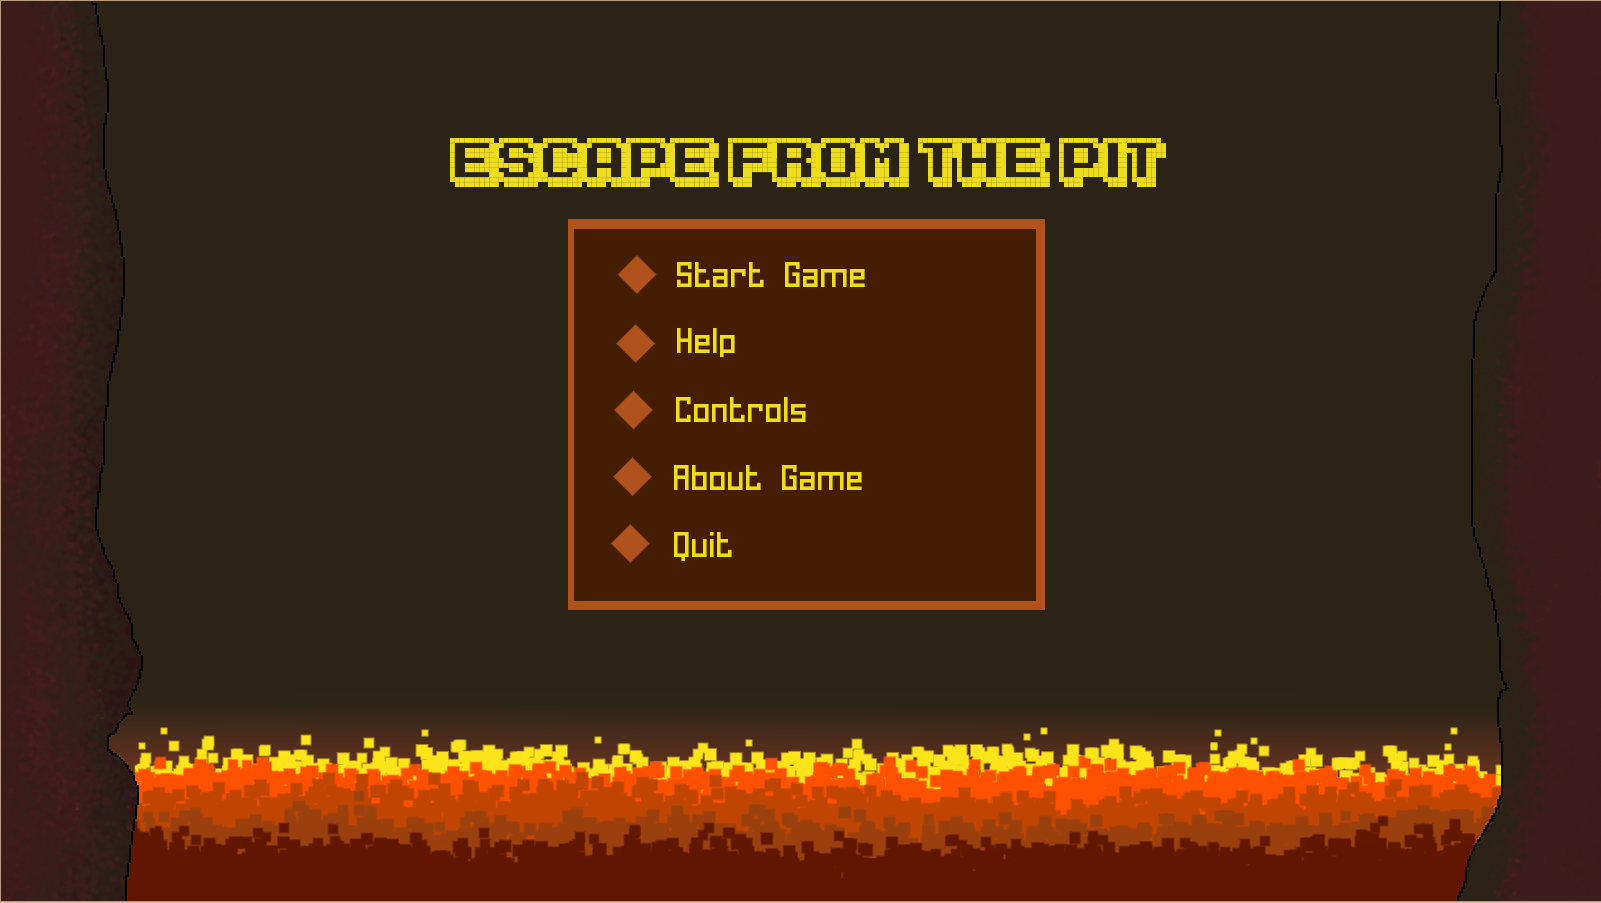 ESCAPE FROM THE PIT
Start Game
Help
Controls
About Game
Quit